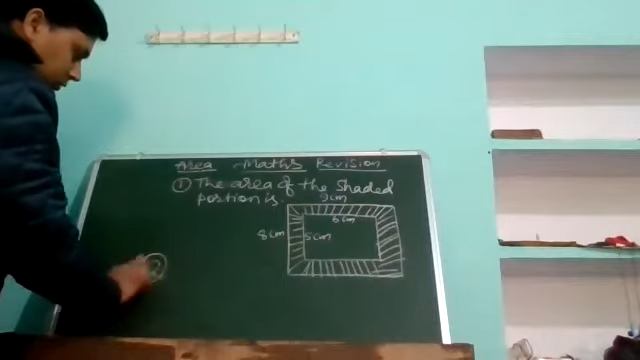 Area Maths Revision
① The area of the shaded
portion is.
9cm
6cm
8cm
5cm